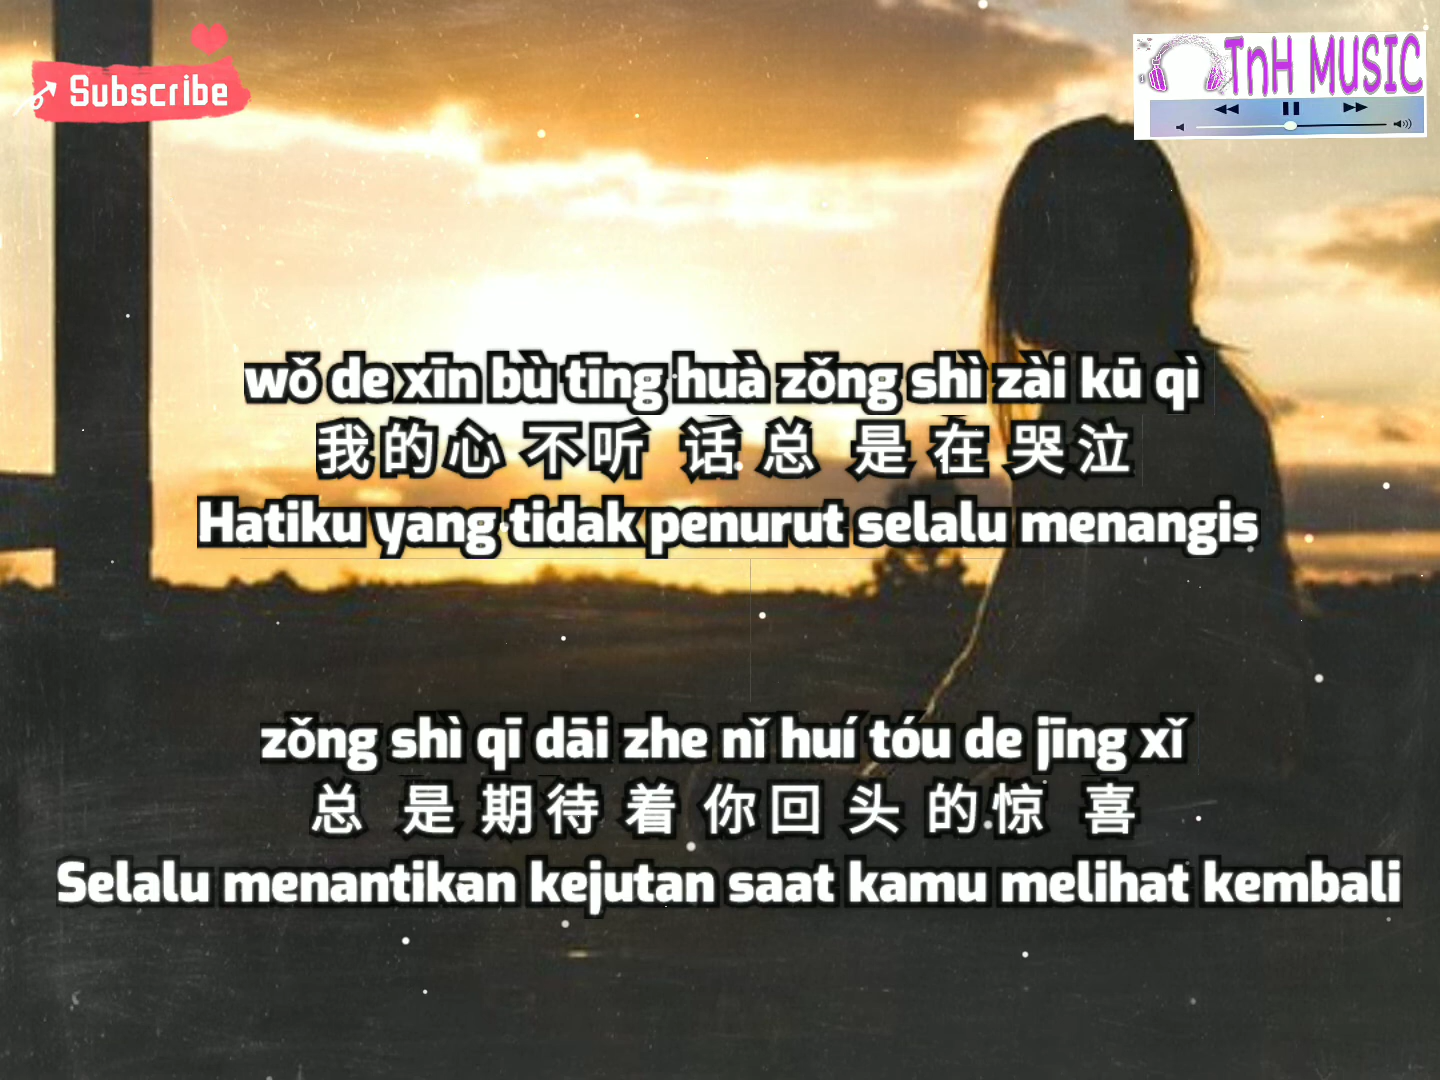 Subscribe
TnH MUSIC
wǒ de xīn bù tīng huà zǒng shì zài kū qì
我的心 不听 话 总 是 在 哭 泣
Hatiku yang tidak penurut selalu menangis
zǒng shì qī dāi zhe nǐ huí tóu de jīng xǐ
总 是 期待 着 你回 头 的惊 喜
Selalu menantikan kejutan saat kamu melihat kembali